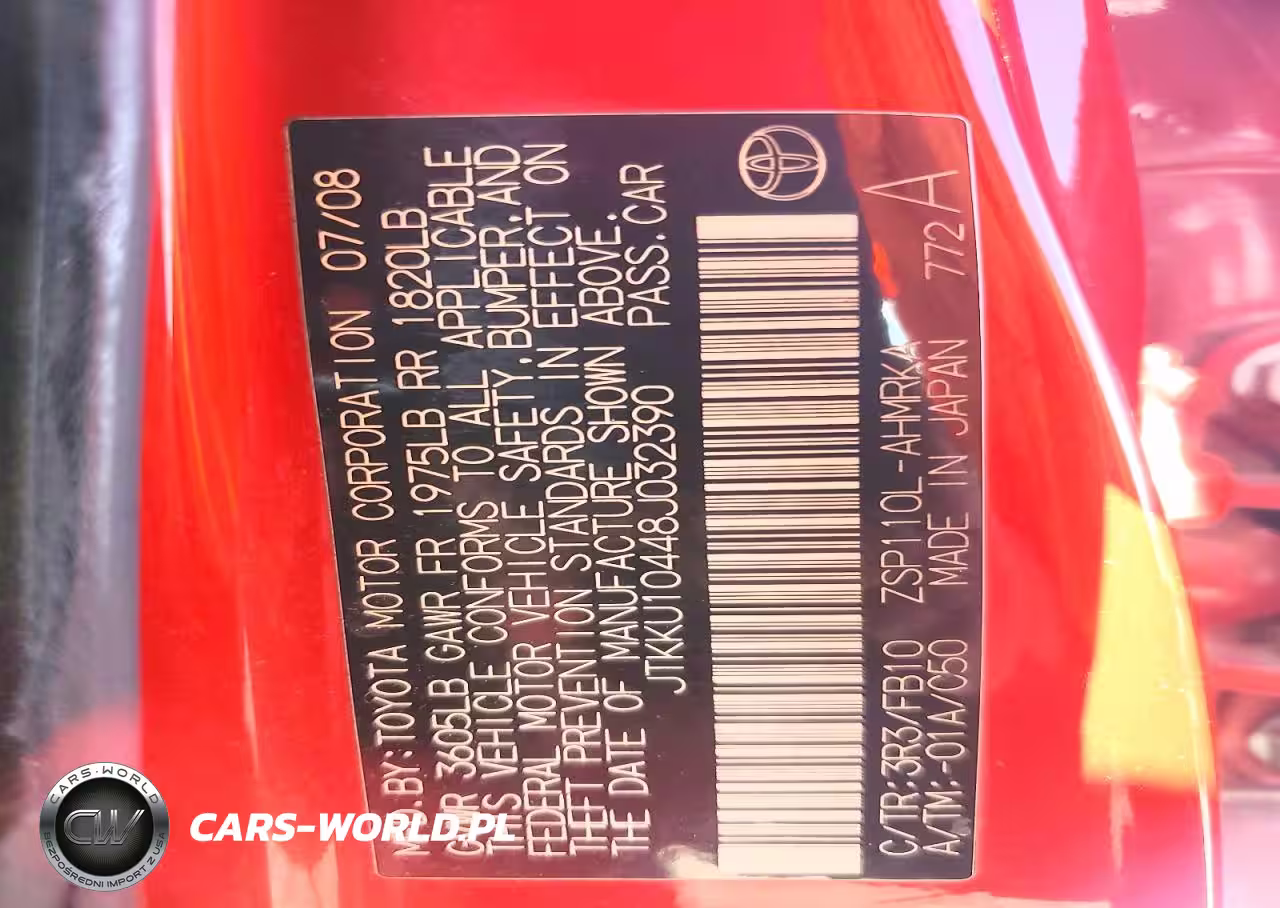 MFD.BY:TOYOTA MOTOR CORPORATION 07/08
GVWR 3605LB GAWR FR 1975LB RR 1820LB
THIS VEHICLE CONFORMS TO ALL APPLICABLE
FEDERAL MOTOR VEHICLE SAFETY,BUMPER,AND
THEFT PREVENTION STANDARDS IN EFFECT ON
THE DATE OF MANUFACTURE SHOWN ABOVE.
JTKKU10448J032390 PASS.CAR
C/TR:3R3/FB10 ZSP110L-AHMRKA
A/TM:-01A/C50 MADE IN JAPAN 772 A
CARS-WORLD
CW
BEZPOŚREDNI IMPORT Z USA
CARS-WORLD.PL